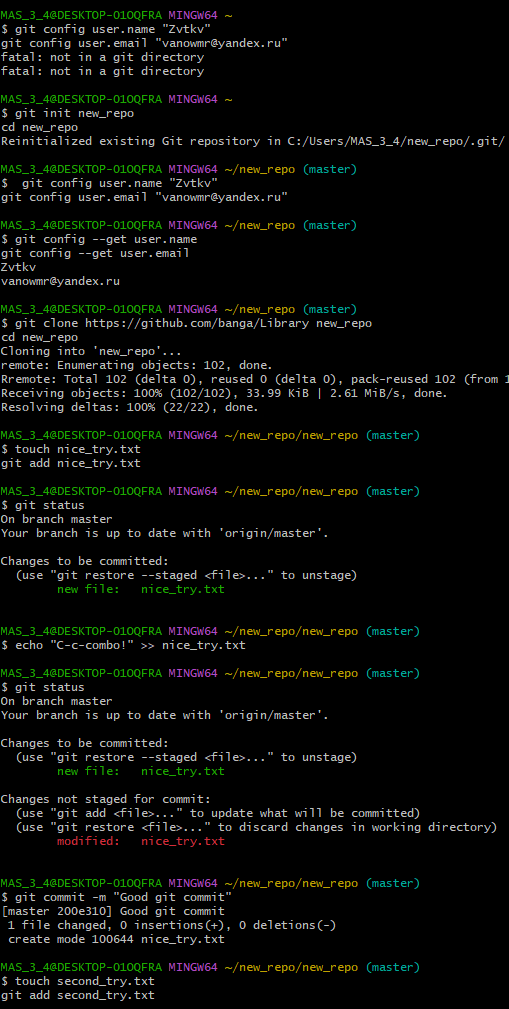 MAS_3_4@DESKTOP-O1OQFRA MINGW64 ~
$ git config user.name "Zvtkv"
git config user.email "vanowmr@yandex.ru"
fatal: not in a git directory
fatal: not in a git directory
MAS_3_4@DESKTOP-O1OQFRA MINGW64 ~
$ git init new_repo
cd new_repo
Reinitialized existing Git repository in C:/Users/MAS_3_4/new_repo/.git/
MAS_3_4@DESKTOP-O1OQFRA MINGW64 ~/new_repo (master)
$  git config user.name "Zvtkv"
git config user.email "vanowmr@yandex.ru"
MAS_3_4@DESKTOP-O1OQFRA MINGW64 ~/new_repo (master)
$ git config --get user.name
git config --get user.email
Zvtkv
vanowmr@yandex.ru
MAS_3_4@DESKTOP-O1OQFRA MINGW64 ~/new_repo (master)
$ git clone https://github.com/banga/Library new_repo
cd new_repo
Cloning into 'new_repo'...
remote: Enumerating objects: 102, done.
Rremote: Total 102 (delta 0), reused 0 (delta 0), pack-reused 102 (from 1
Receiving objects: 100% (102/102), 33.99 KiB | 2.61 MiB/s, done.
Resolving deltas: 100% (22/22), done.
MAS_3_4@DESKTOP-O1OQFRA MINGW64 ~/new_repo/new_repo (master)
$ touch nice_try.txt
git add nice_try.txt
MAS_3_4@DESKTOP-O1OQFRA MINGW64 ~/new_repo/new_repo (master)
$ git status
On branch master
Your branch is up to date with 'origin/master'.
Changes to be committed:
  (use "git restore --staged <file>..." to unstage)
        new file:   nice_try.txt
MAS_3_4@DESKTOP-O1OQFRA MINGW64 ~/new_repo/new_repo (master)
$ echo "C-c-combo!" >> nice_try.txt
MAS_3_4@DESKTOP-O1OQFRA MINGW64 ~/new_repo/new_repo (master)
$ git status
On branch master
Your branch is up to date with 'origin/master'.
Changes to be committed:
  (use "git restore --staged <file>..." to unstage)
        new file:   nice_try.txt
Changes not staged for commit:
  (use "git add <file>..." to update what will be committed)
  (use "git restore <file>..." to discard changes in working directory)
        modified:   nice_try.txt
MAS_3_4@DESKTOP-O1OQFRA MINGW64 ~/new_repo/new_repo (master)
$ git commit -m "Good git commit"
[master 200e310] Good git commit
 1 file changed, 0 insertions(+), 0 deletions(-)
 create mode 100644 nice_try.txt
MAS_3_4@DESKTOP-O1OQFRA MINGW64 ~/new_repo/new_repo (master)
$ touch second_try.txt
git add second_try.txt